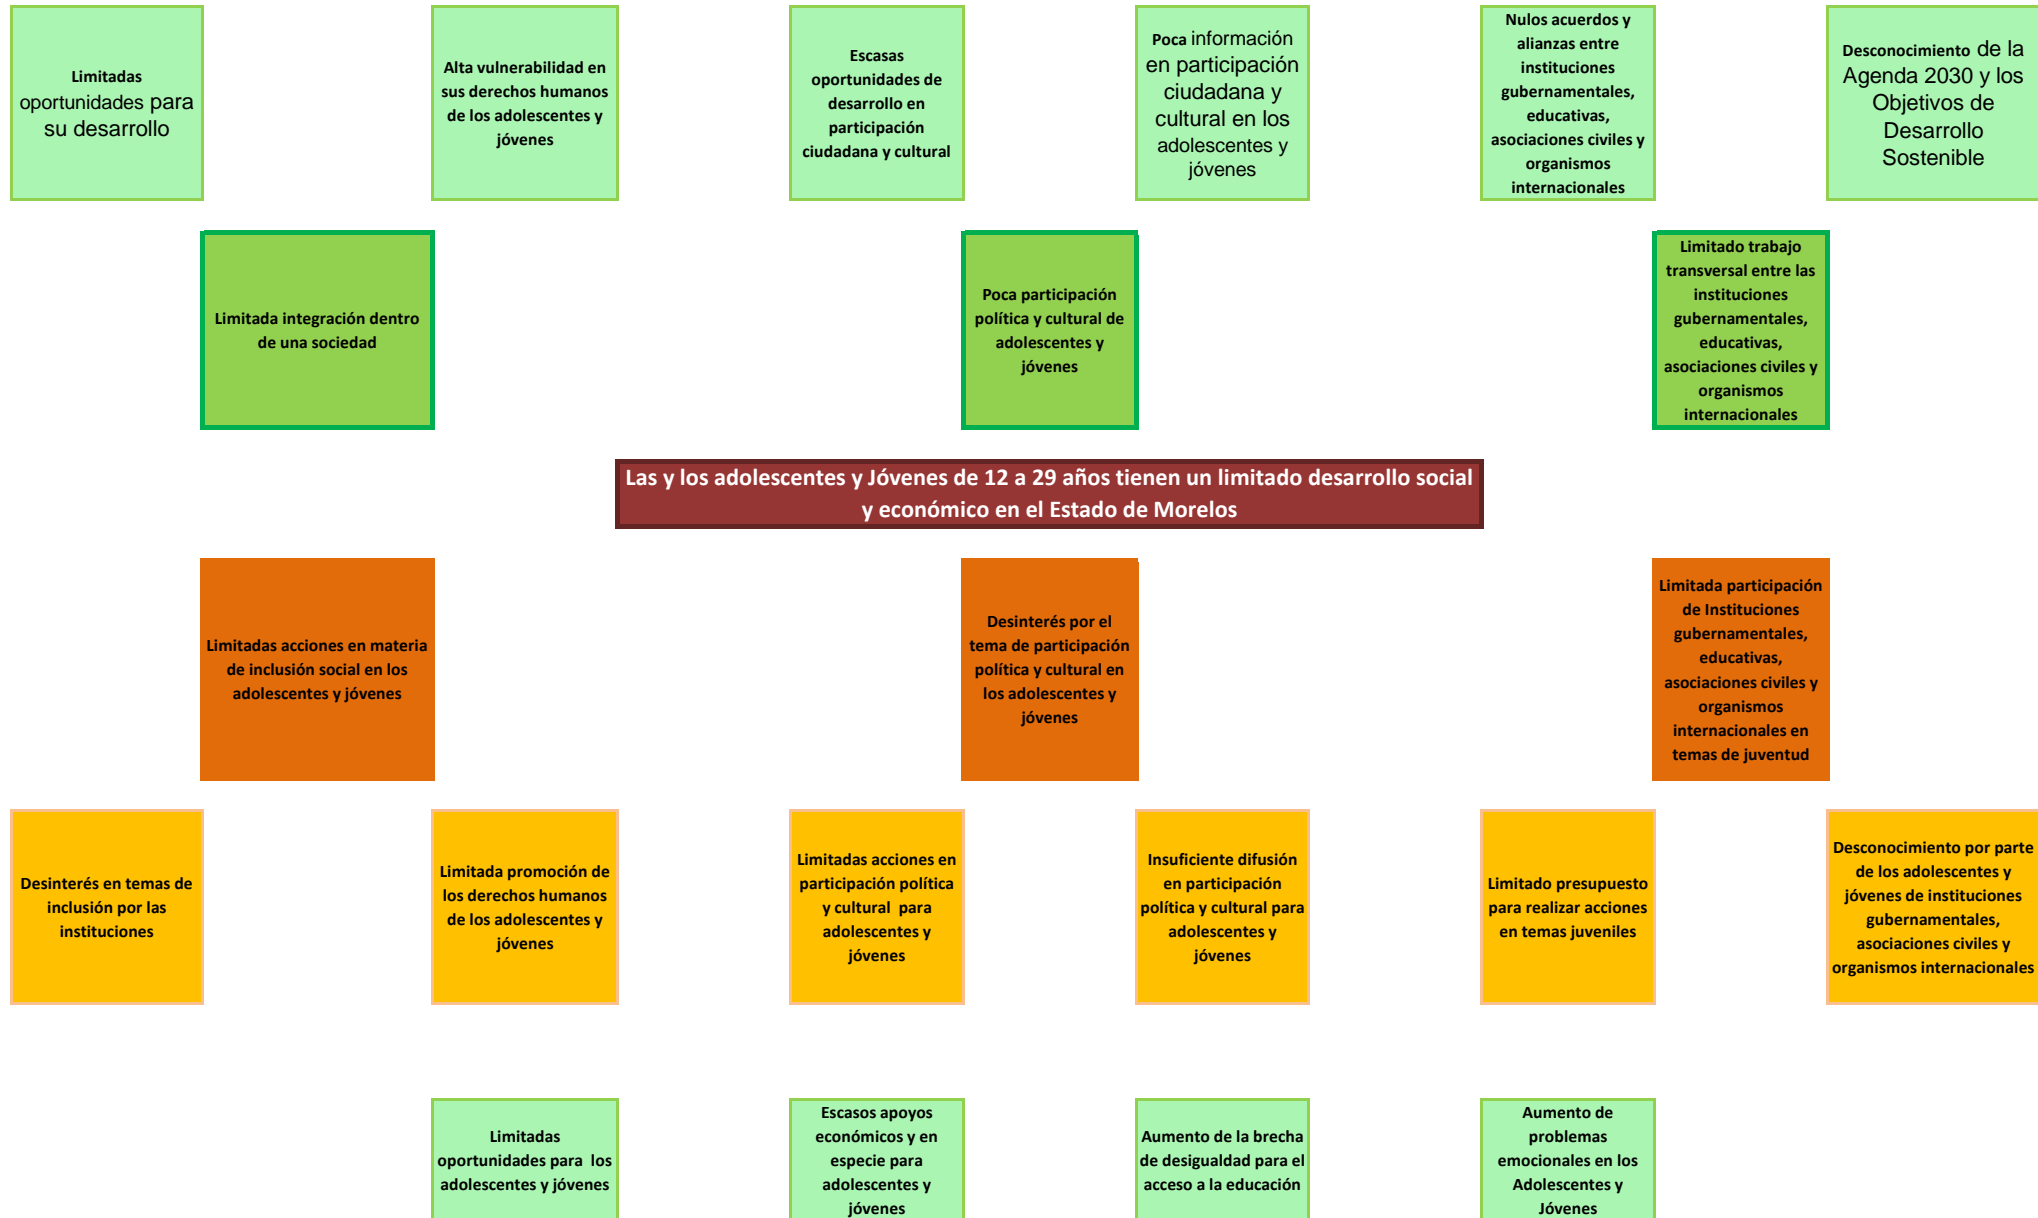 Limitadas
oportunidades para
su desarrollo
Alta vulnerabilidad en
sus derechos humanos
de los adolescentes y
jóvenes
Escasas
oportunidades de
desarrollo en
participación
ciudadana y cultural
Poca información
en participación
ciudadana y
cultural en los
adolescentes y
jóvenes
Nulos acuerdos y
alianzas entre
instituciones
gubernamentales,
educativas,
asociaciones civiles y
organismos
internacionales
Desconocimiento de la
Agenda 2030 y los
Objetivos de
Desarrollo
Sostenible
Limitada integración dentro
de una sociedad
Poca participación
política y cultural de
adolescentes y
jóvenes
Limitado trabajo
transversal entre las
instituciones
gubernamentales,
educativas,
asociaciones civiles y
organismos
internacionales
Las y los adolescentes y Jóvenes de 12 a 29 años tienen un limitado desarrollo social
y económico en el Estado de Morelos
Limitadas acciones en materia
de inclusión social en los
adolescentes y jóvenes
Desinterés por el
tema de participación
política y cultural en
los adolescentes y
jóvenes
Limitada participación
de Instituciones
gubernamentales,
educativas,
asociaciones civiles y
organismos
internacionales en
temas de juventud
Desinterés en temas de
inclusión por las
instituciones
Limitada promoción de
los derechos humanos
de los adolescentes y
jóvenes
Limitadas acciones en
participación política
y cultural para
adolescentes y
jóvenes
Insuficiente difusión
en participación
política y cultural para
adolescentes y
jóvenes
Limitado presupuesto
para realizar acciones
en temas juveniles
Desconocimiento por parte
de los adolescentes y
jóvenes de instituciones
gubernamentales,
asociaciones civiles y
organismos internacionales
Limitadas
oportunidades para los
adolescentes y jóvenes
Escasos apoyos
económicos y en
especie para
adolescentes y
jóvenes
Aumento de la brecha
de desigualdad para el
acceso a la educación
Aumento de
problemas
emocionales en los
Adolescentes y
Jóvenes